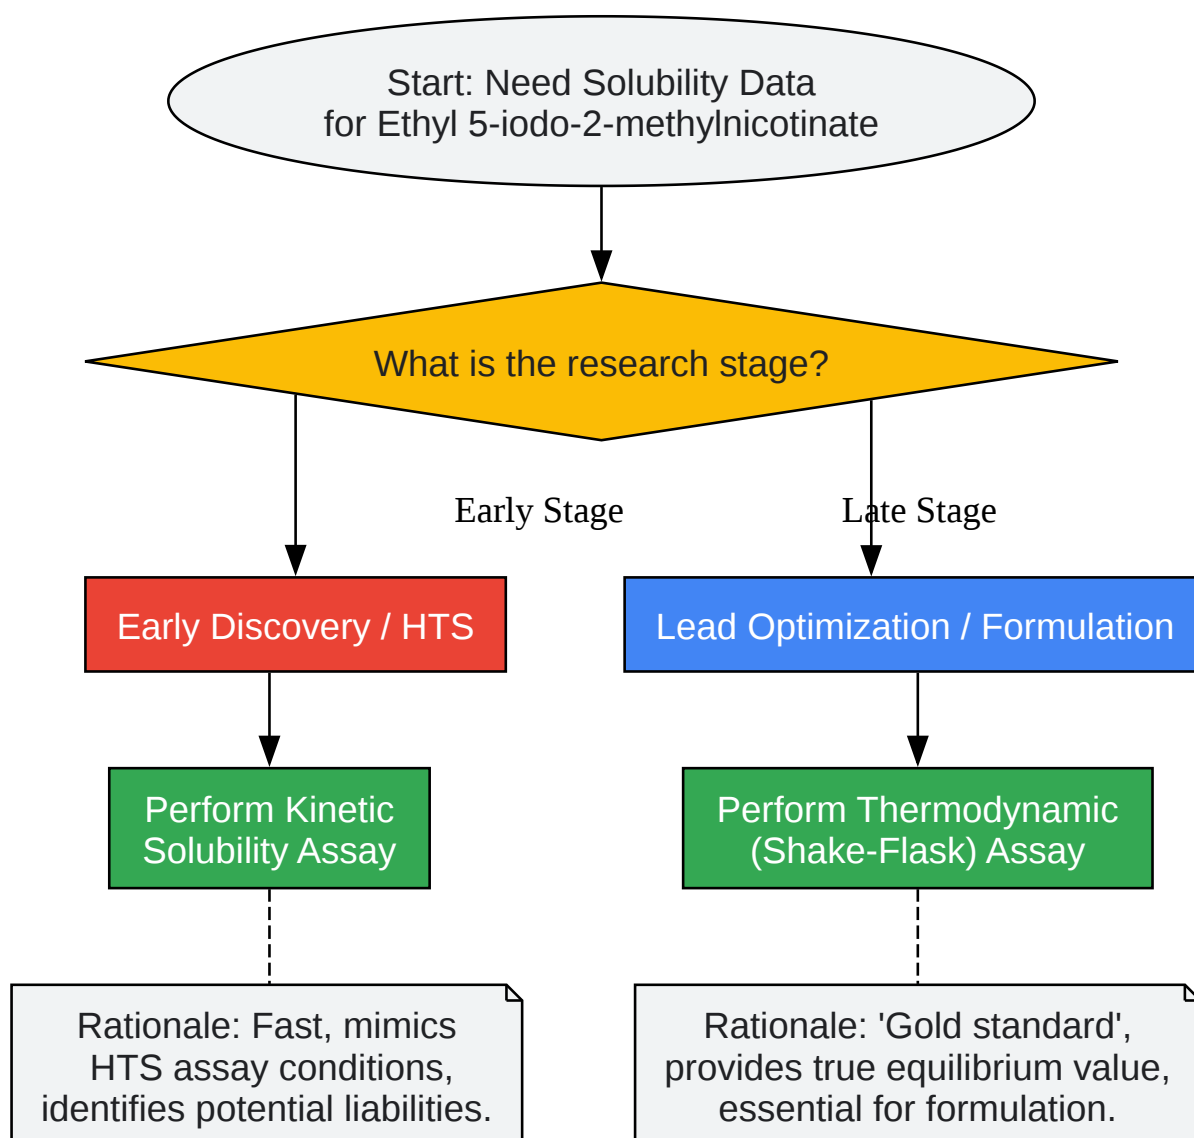 Start: Need Solubility Data
for Ethyl 5-iodo-2-methylnicotinate
What is the research stage?
Early Stage
Late Stage
Early Discovery / HTS
Lead Optimization / Formulation
Perform Kinetic
Solubility Assay
Perform Thermodynamic
(Shake-Flask) Assay
Rationale: Fast, mimics
HTS assay conditions,
identifies potential liabilities.
Rationale: 'Gold standard',
provides true equilibrium value,
essential for formulation.